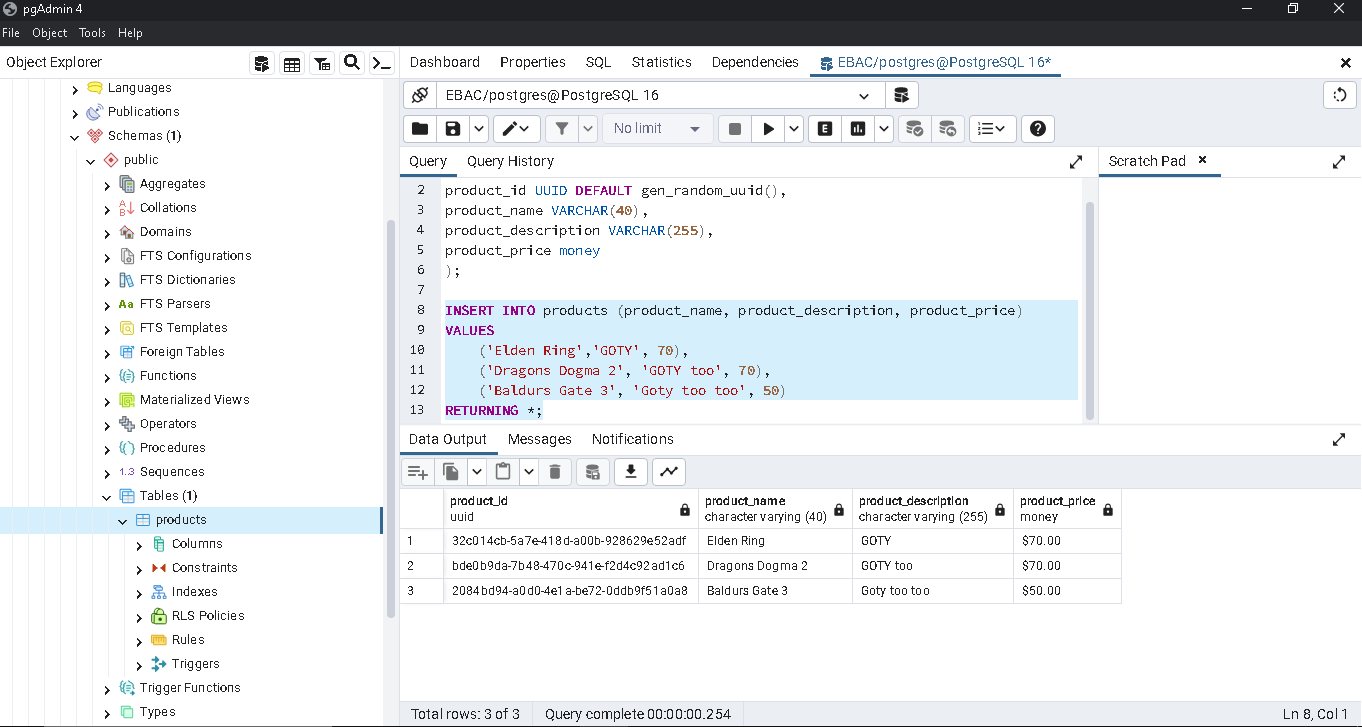 pgAdmin 4
File Object Tools Help
Object Explorer
Dashboard Properties SQL Statistics Dependencies EBAC/postgres@PostgreSQL 16*
Languages
Publications
Schemas (1)
public
Aggregates
Collations
Domains
FTS Configurations
FTS Dictionaries
Aa FTS Parsers
FTS Templates
Foreign Tables
Functions
Materialized Views
Operators
Procedures
1.3 Sequences
Tables (1)
products
Columns
Constraints
Indexes
RLS Policies
Rules
Triggers
Trigger Functions
Types
EBAC/postgres@PostgreSQL 16
No limit
E
Query Query History
Scratch Pad
2 product_id UUID DEFAULT gen_random_uuid(),
3 product_name VARCHAR(40),
4 product_description VARCHAR(255),
5 product_price money
6 );
7
8 INSERT INTO products (product_name, product_description, product_price)
9 VALUES
10 ('Elden Ring','GOTY', 70),
11 ('Dragons Dogma 2', 'GOTY too', 70),
12 ('Baldurs Gate 3', 'Goty too too', 50)
13 RETURNING *;
Data Output Messages Notifications
product_id product_name product_description product_price
uuid character varying (40) character varying (255) money
1 32c014cb-5a7e-418d-a00b-928629e52adf Elden Ring GOTY $70.00
2 bde0b9da-7b48-470c-941e-f2d4c92ad1c6 Dragons Dogma 2 GOTY too $70.00
3 2084bd94-a0d0-4e1a-be72-0ddb9f51a0a8 Baldurs Gate 3 Goty too too $50.00
Total rows: 3 of 3 Query complete 00:00:00.254 Ln 8, Col 1